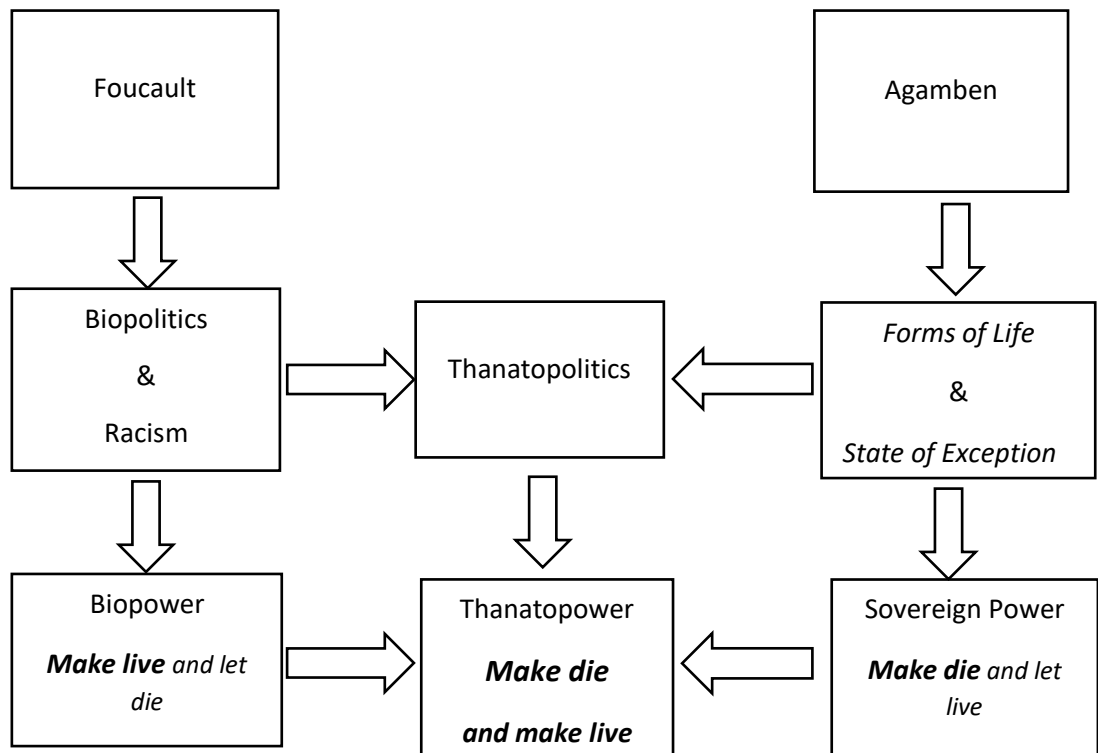 Foucault
Agamben
Biopolitics
&
Racism
Thanatopolitics
Forms of Life
&
State of Exception
Biopower
Make live and let
die
Thanatopower
Make die
and make live
Sovereign Power
Make die and let
live